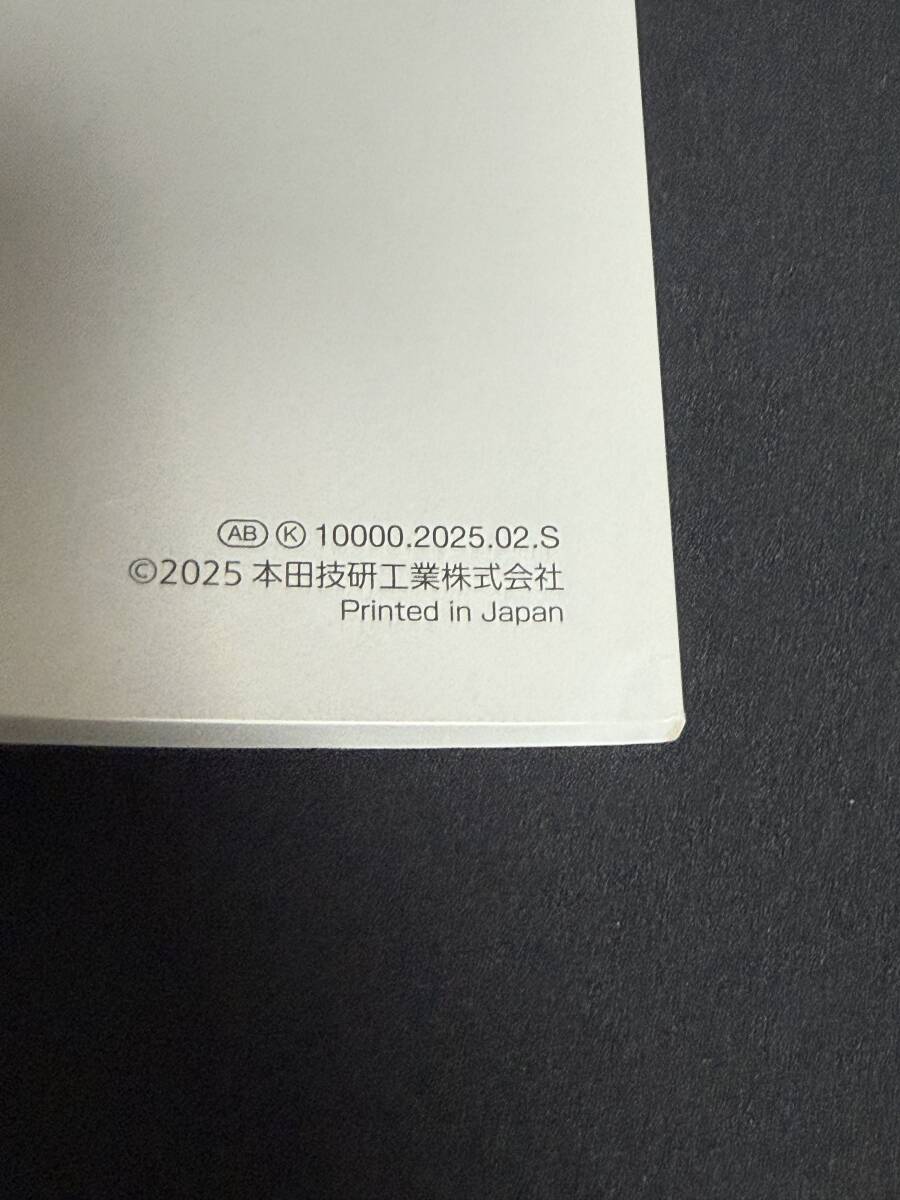 AB K 10000.2025.02.S
©2025 本田技研工業株式会社
Printed in Japan